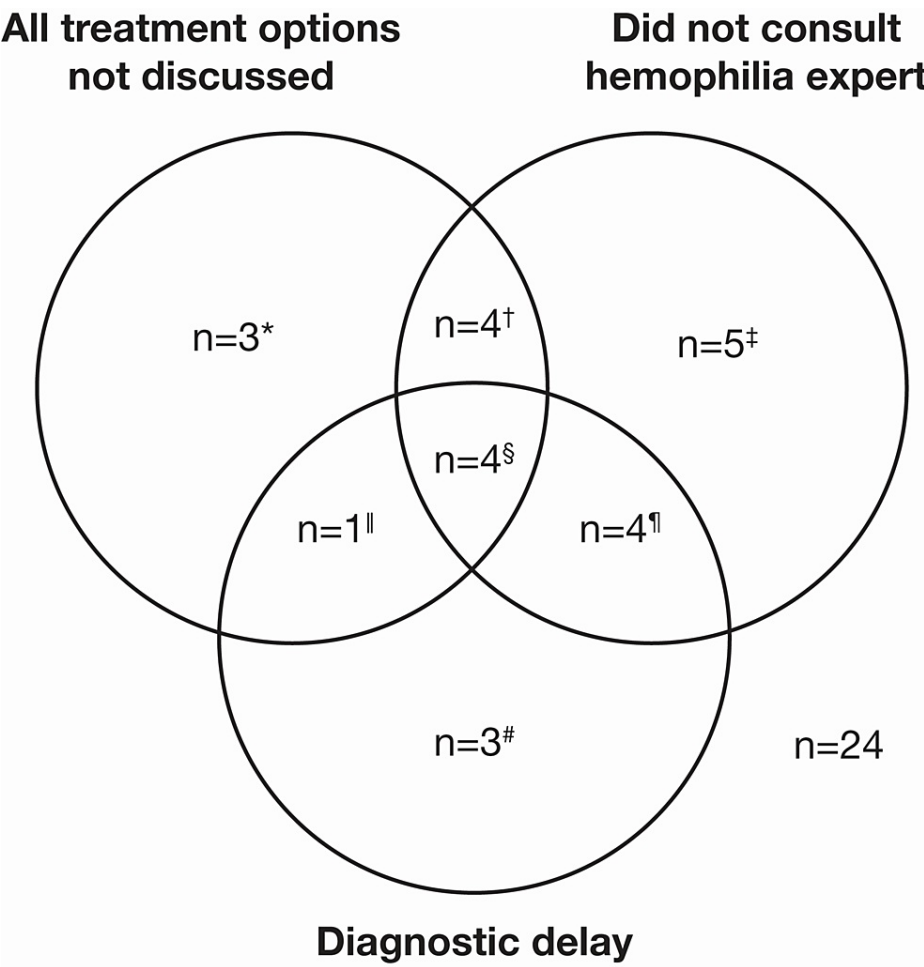 All treatment options
not discussed
Did not consult
hemophilia expert
n=3*
n=4†
n=5‡
n=4§
n=1‖
n=4¶
n=3#
n=24
Diagnostic delay